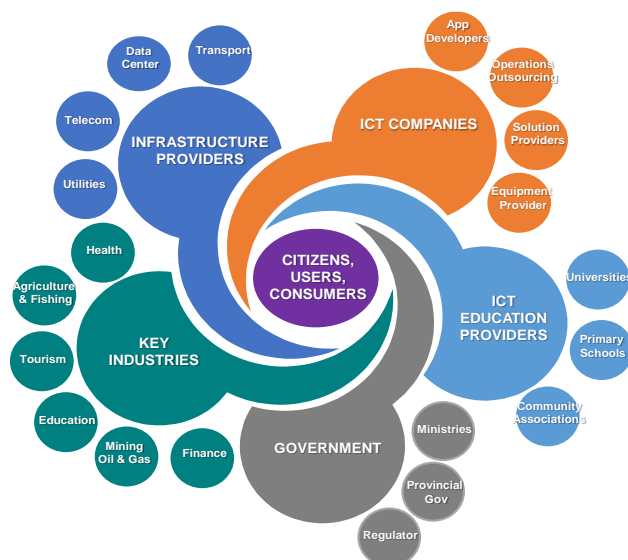 App
Developers
Data
Center
Transport
Operations
Outsourcing
Telecom
INFRASTRUCTURE
PROVIDERS
ICT COMPANIES
Solution
Providers
Utilities
Equipment
Provider
Health
CITIZENS,
USERS,
CONSUMERS
Agriculture
& Fishing
Universities
ICT
EDUCATION
PROVIDERS
KEY
INDUSTRIES
Primary
Schools
Tourism
Education
Community
Associations
Mining
Oil & Gas
Finance
GOVERNMENT
Ministries
Provincial
Gov
Regulator